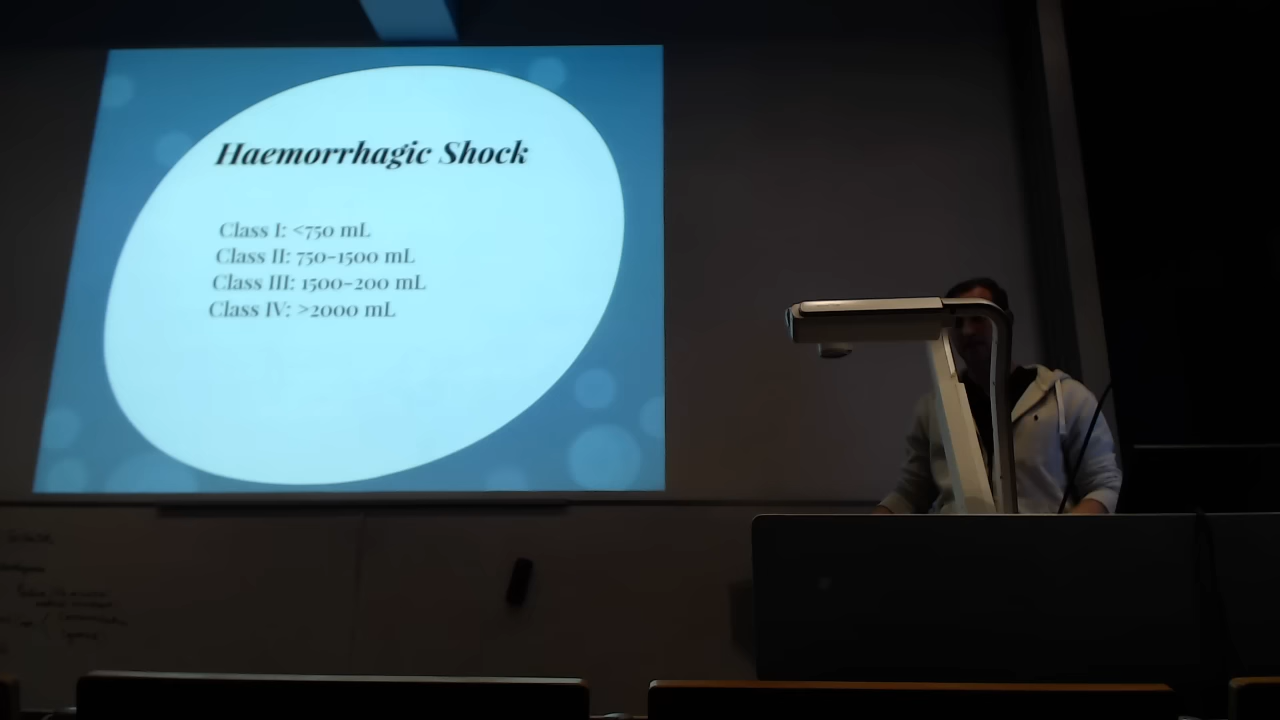 Haemorrhagic Shock
Class I: <750 mL
Class II: 750-1500 mL
Class III: 1500-200 mL
Class IV: >2000 mL